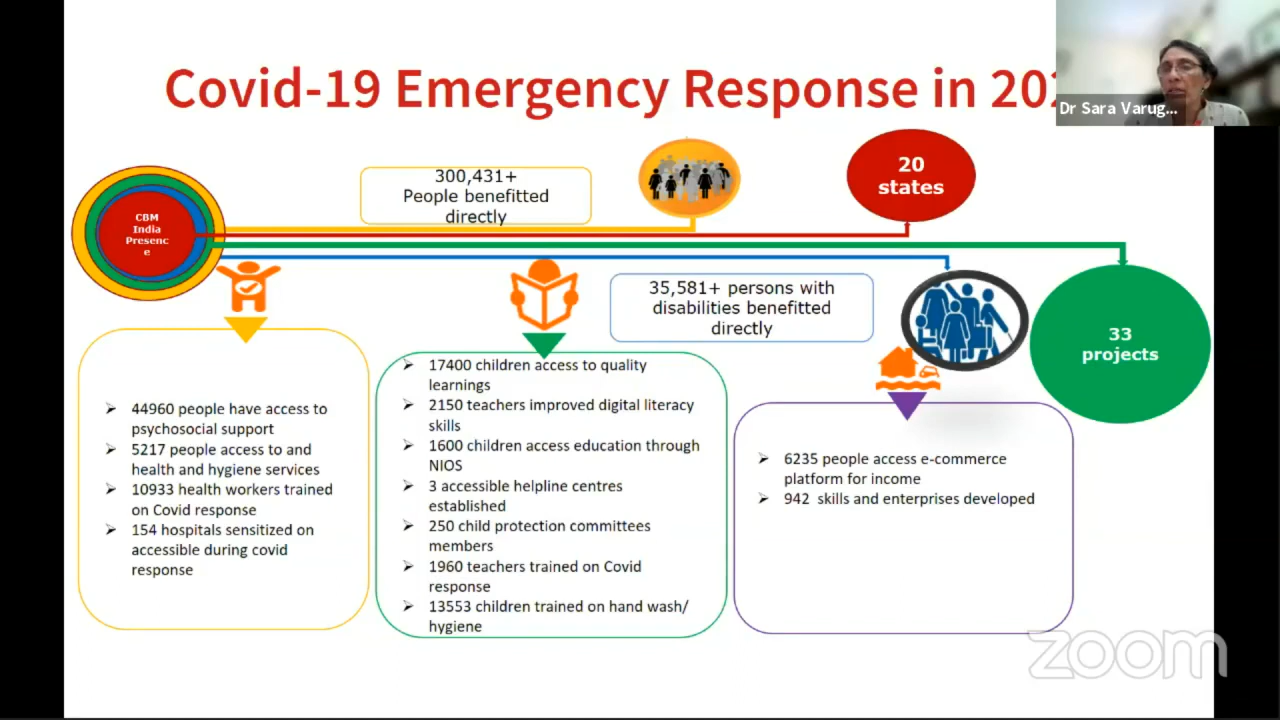 Covid-19 Emergency Response in 202
Dr Sara Varug...
CBM
India
Presenc
e
300,431+
People benefitted
directly
20
states
35,581+ persons with
disabilities benefitted
directly
33
projects
➢ 44960 people have access to
psychosocial support
➢ 5217 people access to and
health and hygiene services
➢ 10933 health workers trained
on Covid response
➢ 154 hospitals sensitized on
accessible during covid
response
➢ 17400 children access to quality
learnings
➢ 2150 teachers improved digital literacy
skills
➢ 1600 children access education through
NIOS
➢ 3 accessible helpline centres
established
➢ 250 child protection committees
members
➢ 1960 teachers trained on Covid
response
➢ 13553 children trained on hand wash/
hygiene
➢ 6235 people access e-commerce
platform for income
➢ 942 skills and enterprises developed
zoom